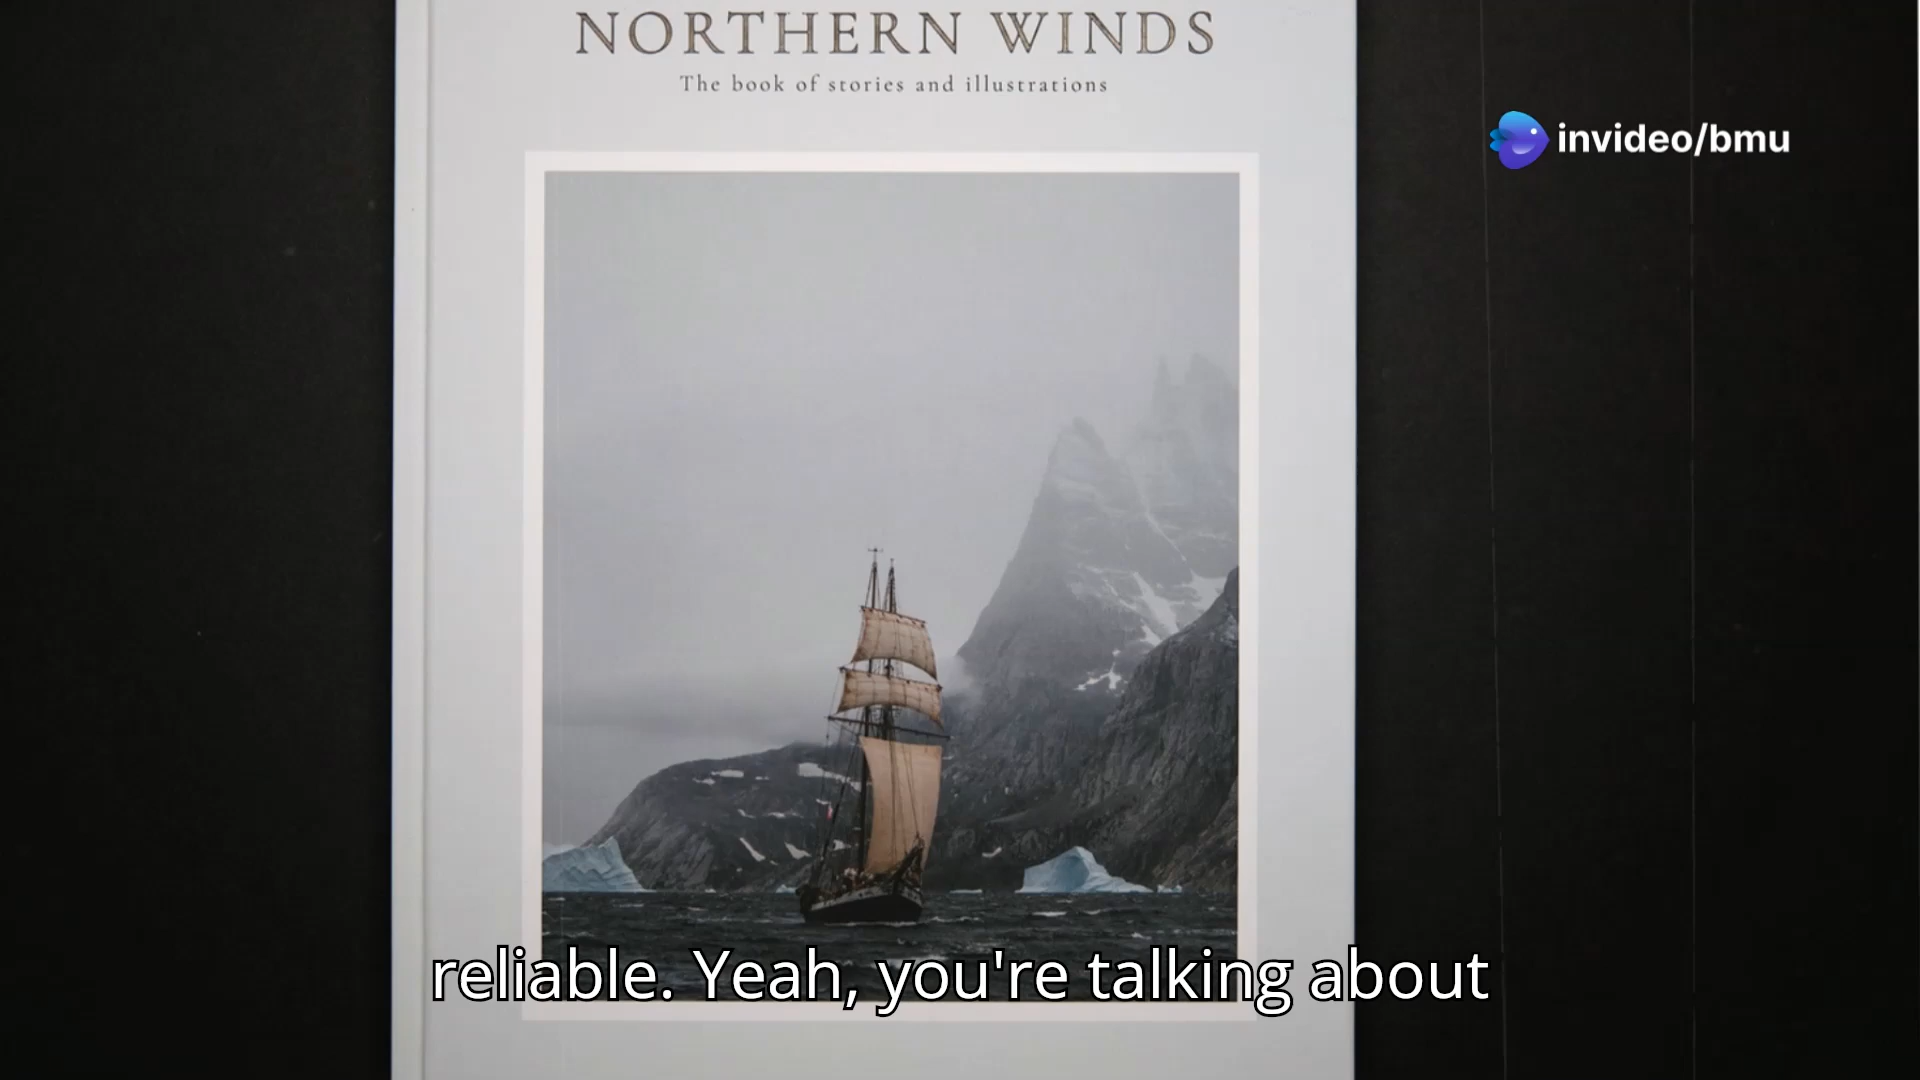 NORTHERN WINDS
The book of stories and illustrations
invideo/bmu
reliable. Yeah, you're talking about